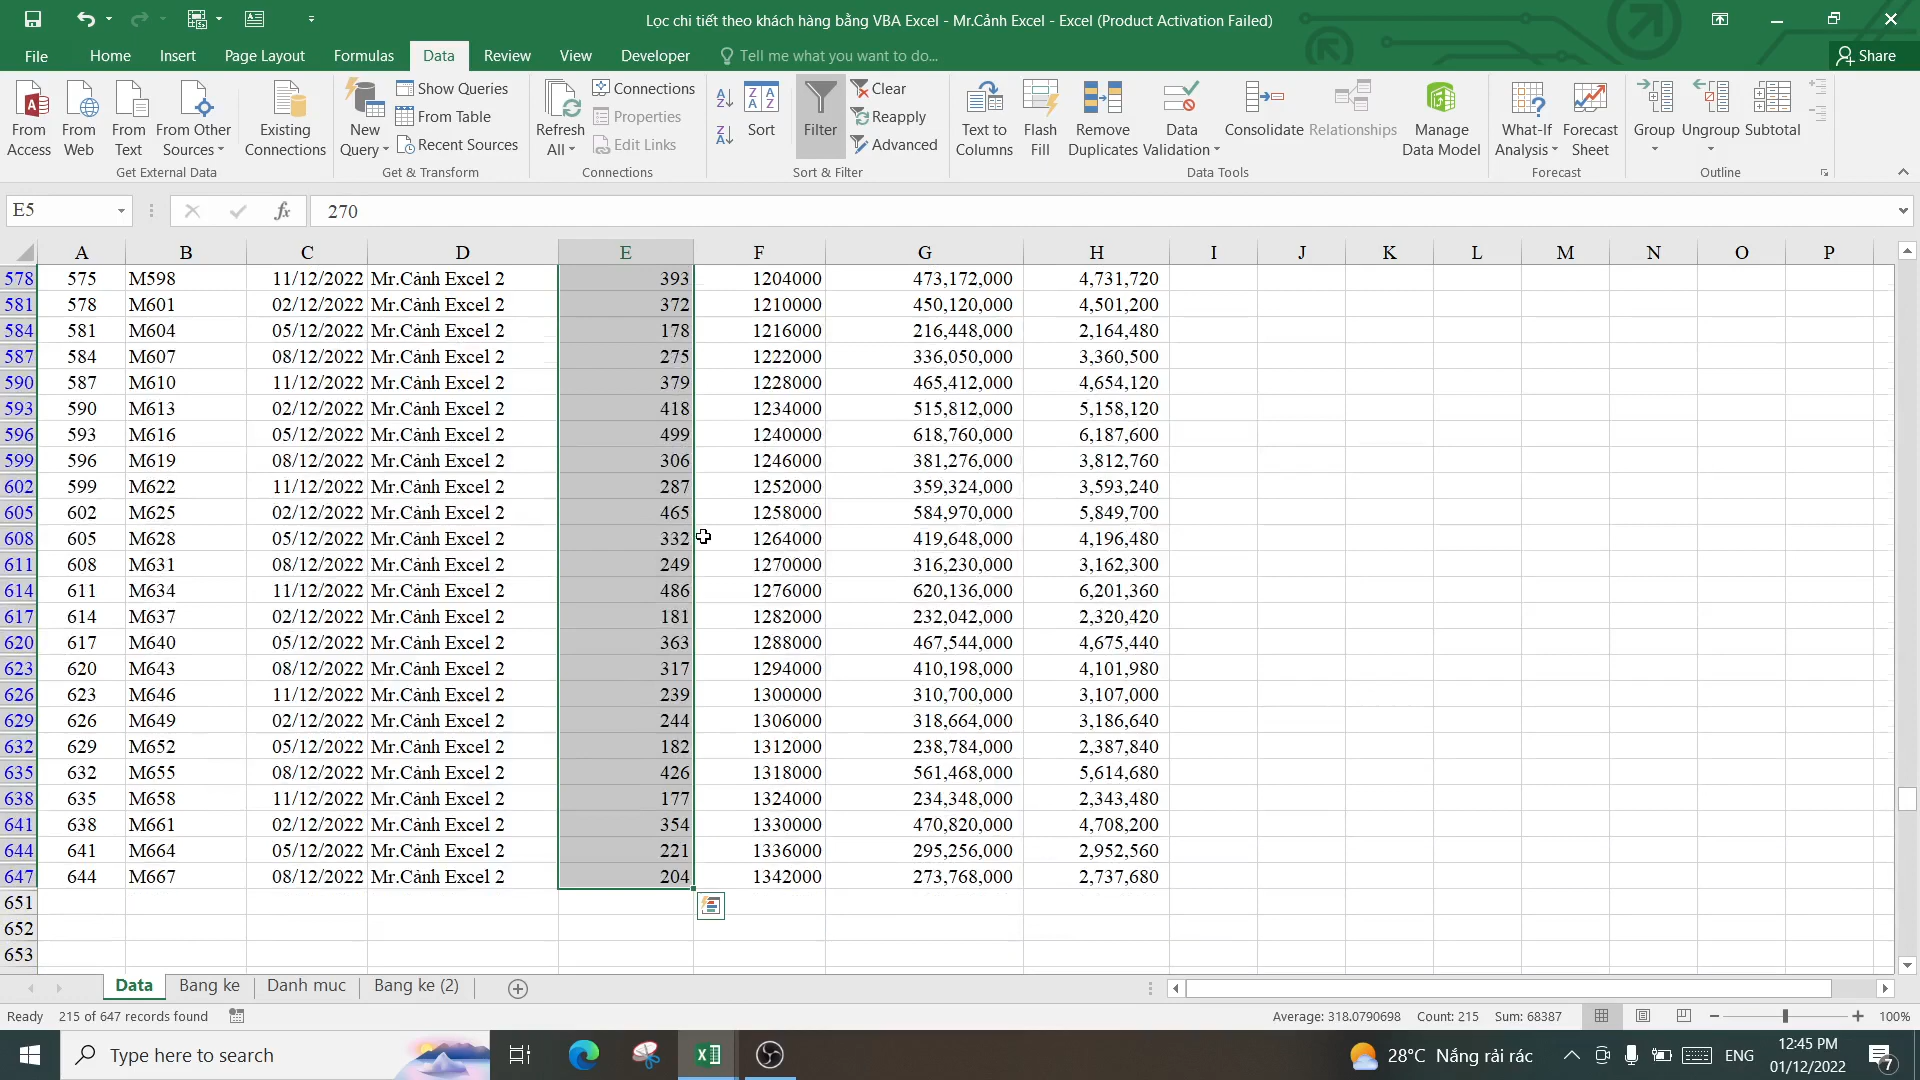 Lọc chi tiết theo khách hàng bằng VBA Excel - Mr.Cảnh Excel - Excel (Product Activation Failed)
File Home Insert Page Layout Formulas Data Review View Developer Tell me what you want to do... Share
From Access From Web From Text From Other Sources Existing Connections New Query Show Queries From Table Recent Sources Refresh All Connections Properties Edit Links Sort Filter Clear Reapply Advanced Text to Columns Flash Fill Remove Duplicates Data Validation Consolidate Relationships Manage Data Model What-If Analysis Forecast Sheet Group Ungroup Subtotal
Get External Data Get & Transform Connections Sort & Filter Data Tools Forecast Outline
E5 fx 270
A B C D E F G H I J K L M N O P
578 575 M598 11/12/2022 Mr.Cảnh Excel 2 393 1204000 473,172,000 4,731,720
581 578 M601 02/12/2022 Mr.Cảnh Excel 2 372 1210000 450,120,000 4,501,200
584 581 M604 05/12/2022 Mr.Cảnh Excel 2 178 1216000 216,448,000 2,164,480
587 584 M607 08/12/2022 Mr.Cảnh Excel 2 275 1222000 336,050,000 3,360,500
590 587 M610 11/12/2022 Mr.Cảnh Excel 2 379 1228000 465,412,000 4,654,120
593 590 M613 02/12/2022 Mr.Cảnh Excel 2 418 1234000 515,812,000 5,158,120
596 593 M616 05/12/2022 Mr.Cảnh Excel 2 499 1240000 618,760,000 6,187,600
599 596 M619 08/12/2022 Mr.Cảnh Excel 2 306 1246000 381,276,000 3,812,760
602 599 M622 11/12/2022 Mr.Cảnh Excel 2 287 1252000 359,324,000 3,593,240
605 602 M625 02/12/2022 Mr.Cảnh Excel 2 465 1258000 584,970,000 5,849,700
608 605 M628 05/12/2022 Mr.Cảnh Excel 2 332 1264000 419,648,000 4,196,480
611 608 M631 08/12/2022 Mr.Cảnh Excel 2 249 1270000 316,230,000 3,162,300
614 611 M634 11/12/2022 Mr.Cảnh Excel 2 486 1276000 620,136,000 6,201,360
617 614 M637 02/12/2022 Mr.Cảnh Excel 2 181 1282000 232,042,000 2,320,420
620 617 M640 05/12/2022 Mr.Cảnh Excel 2 363 1288000 467,544,000 4,675,440
623 620 M643 08/12/2022 Mr.Cảnh Excel 2 317 1294000 410,198,000 4,101,980
626 623 M646 11/12/2022 Mr.Cảnh Excel 2 239 1300000 310,700,000 3,107,000
629 626 M649 02/12/2022 Mr.Cảnh Excel 2 244 1306000 318,664,000 3,186,640
632 629 M652 05/12/2022 Mr.Cảnh Excel 2 182 1312000 238,784,000 2,387,840
635 632 M655 08/12/2022 Mr.Cảnh Excel 2 426 1318000 561,468,000 5,614,680
638 635 M658 11/12/2022 Mr.Cảnh Excel 2 177 1324000 234,348,000 2,343,480
641 638 M661 02/12/2022 Mr.Cảnh Excel 2 354 1330000 470,820,000 4,708,200
644 641 M664 05/12/2022 Mr.Cảnh Excel 2 221 1336000 295,256,000 2,952,560
647 644 M667 08/12/2022 Mr.Cảnh Excel 2 204 1342000 273,768,000 2,737,680
651
652
653
Data Bang ke Danh muc Bang ke (2)
Ready 215 of 647 records found Average: 318.0790698 Count: 215 Sum: 68387 100%
Type here to search 28°C Nắng rải rác ENG 12:45 PM
01/12/2022 7